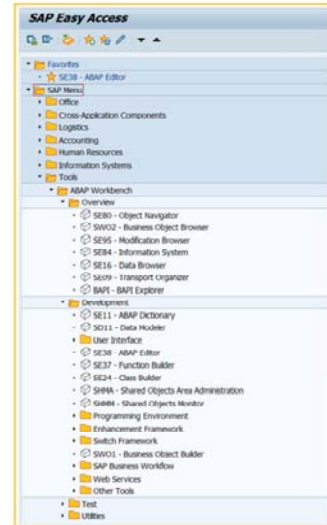 SAP Easy Access
Favorites
SE38 - ABAP Editor
SAP Menu
Office
Cross-Application Components
Logistics
Accounting
Human Resources
Information Systems
Tools
ABAP Workbench
Overview
SE80 - Object Navigator
SWO2 - Business Object Browser
SE95 - Modification Browser
SE84 - Information System
SE16 - Data Browser
SE09 - Transport Organizer
BAPI - BAPI Explorer
Development
SE11 - ABAP Dictionary
SD11 - Data Modeler
User Interface
SE38 - ABAP Editor
SE37 - Function Builder
SE24 - Class Builder
SHMA - Shared Objects Area Administration
SHMM - Shared Objects Monitor
Programming Environment
Enhancement Framework
Switch Framework
SWO1 - Business Object Builder
SAP Business Workflow
Web Services
Other Tools
Test
Utilities